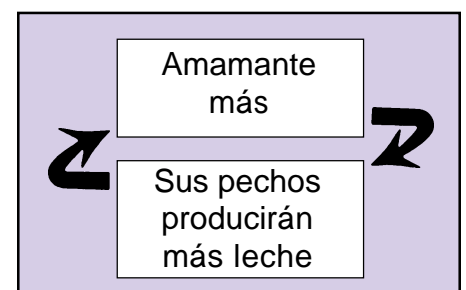 Amamante
más
Sus pechos
producirán
más leche